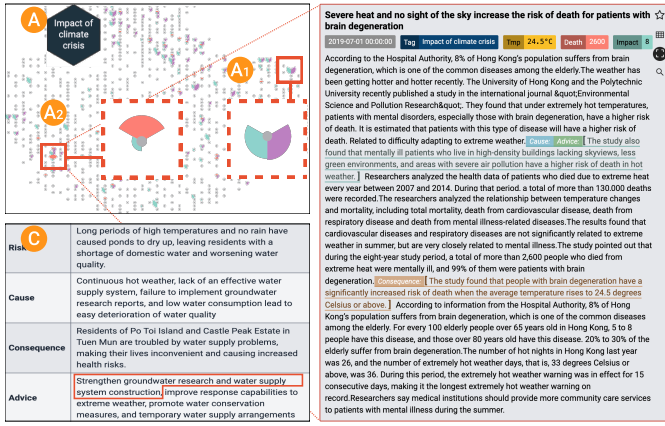 A
Impact of
climate
crisis
A1
A2
C
Risk
Long periods of high temperatures and no rain have
caused ponds to dry up, leaving residents with a
shortage of domestic water and worsening water
quality.
Cause
Continuous hot weather, lack of an effective water
supply system, failure to implement groundwater
research reports, and low water consumption lead to
easy deterioration of water quality
Consequence
Residents of Po Toi Island and Castle Peak Estate in
Tuen Mun are troubled by water supply problems,
making their lives inconvenient and causing increased
health risks.
Advice
Strengthen groundwater research and water supply
system construction, improve response capabilities to
extreme weather, promote water conservation
measures, and temporary water supply arrangements
Severe heat and no sight of the sky increase the risk of death for patients with
brain degeneration
2019-07-01 00:00:00 Tag Impact of climate crisis Tmp 24.5°C Death 2600 Impact 8
According to the Hospital Authority, 8% of Hong Kong's population suffers from brain
degeneration, which is one of the common diseases among the elderly.The weather has
been getting hotter and hotter recently. The University of Hong Kong and the Polytechnic
University recently published a study in the international journal &quot;Environmental
Science and Pollution Research&quot;. They found that under extremely hot temperatures,
patients with mental disorders, especially those with brain degeneration, have a higher risk
of death. It is estimated that patients with this type of disease will have a higher risk of
death. Related to difficulty adapting to extreme weather Cause: Advice: [The study also
found that mentally ill patients who live in high-density buildings lacking skyviews, less
green environments, and areas with severe air pollution have a higher risk of death in hot
weather. ] Researchers analyzed the health data of patients who died due to extreme heat
every year between 2007 and 2014. During that period, a total of more than 130,000 deaths
were recorded.The researchers analyzed the relationship between temperature changes
and mortality, including total mortality, death from cardiovascular disease, death from
respiratory disease and death from mental illness-related diseases.The results found that
cardiovascular diseases and respiratory diseases are not significantly related to extreme
weather in summer, but are very closely related to mental illness.The study pointed out that
during the eight-year study period, a total of more than 2,600 people who died from
extreme heat were mentally ill, and 99% of them were patients with brain
degeneration. Consequence: [ The study found that people with brain degeneration have a
significantly increased risk of death when the average temperature rises to 24.5 degrees
Celsius or above. ] According to information from the Hospital Authority, 8% of Hong
Kong's population suffers from brain degeneration, which is one of the common diseases
among the elderly. For every 100 elderly people over 65 years old in Hong Kong, 5 to 8
people have this disease, and those over 80 years old have this disease. 20% to 30% of the
elderly suffer from brain degeneration.The number of hot nights in Hong Kong last year
was 26, and the number of extremely hot weather days, that is, 33 degrees Celsius or
above, was 36. During this period, the extremely hot weather warning was in effect for 15
consecutive days, making it the longest extremely hot weather warning on
record.Researchers say medical institutions should provide more community care services
to patients with mental illness during the summer.